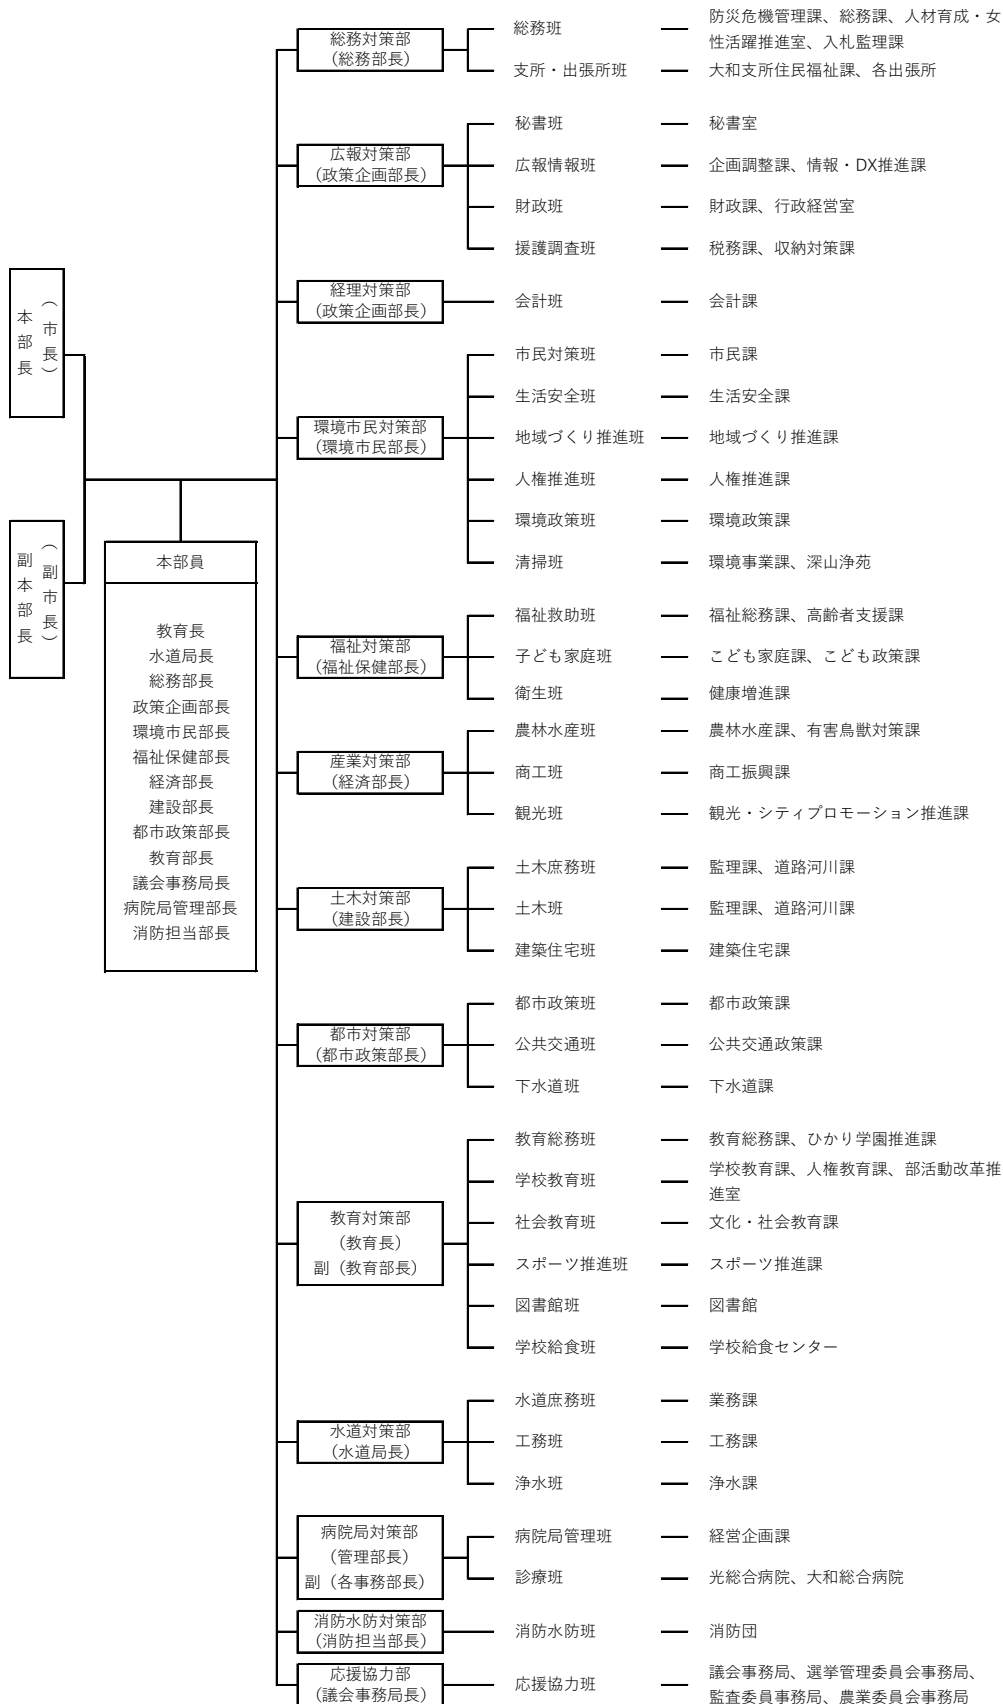 本部長
(市長)
副本部長
(副市長)
本部員
教育長
水道局長
総務部長
政策企画部長
環境市民部長
福祉保健部長
経済部長
建設部長
都市政策部長
教育部長
議会事務局長
病院局管理部長
消防担当部長
総務対策部
(総務部長)
総務班
防災危機管理課、総務課、人材育成・女
性活躍推進室、入札監理課
支所・出張所班
大和支所住民福祉課、各出張所
広報対策部
(政策企画部長)
秘書班
秘書室
広報情報班
企画調整課、情報・DX推進課
財政班
財政課、行政経営室
援護調査班
税務課、収納対策課
経理対策部
(政策企画部長)
会計班
会計課
環境市民対策部
(環境市民部長)
市民対策班
市民課
生活安全班
生活安全課
地域づくり推進班
地域づくり推進課
人権推進班
人権推進課
環境政策班
環境政策課
清掃班
環境事業課、深山浄苑
福祉対策部
(福祉保健部長)
福祉救助班
福祉総務課、高齢者支援課
子ども家庭班
こども家庭課、こども政策課
衛生班
健康増進課
産業対策部
(経済部長)
農林水産班
農林水産課、有害鳥獣対策課
商工班
商工振興課
観光班
観光・シティプロモーション推進課
土木対策部
(建設部長)
土木庶務班
監理課、道路河川課
土木班
監理課、道路河川課
建築住宅班
建築住宅課
都市対策部
(都市政策部長)
都市政策班
都市政策課
公共交通班
公共交通政策課
下水道班
下水道課
教育対策部
(教育長)
副(教育部長)
教育総務班
教育総務課、ひかり学園推進課
学校教育班
学校教育課、人権教育課、部活動改革推
進室
社会教育班
文化・社会教育課
スポーツ推進班
スポーツ推進課
図書館班
図書館
学校給食班
学校給食センター
水道対策部
(水道局長)
水道庶務班
業務課
工務班
工務課
浄水班
浄水課
病院局対策部
(管理部長)
副(各事務部長)
病院局管理班
経営企画課
診療班
光総合病院、大和総合病院
消防水防対策部
(消防担当部長)
消防水防班
消防団
応援協力部
(議会事務局長)
応援協力班
議会事務局、選挙管理委員会事務局、
監査委員事務局、農業委員会事務局